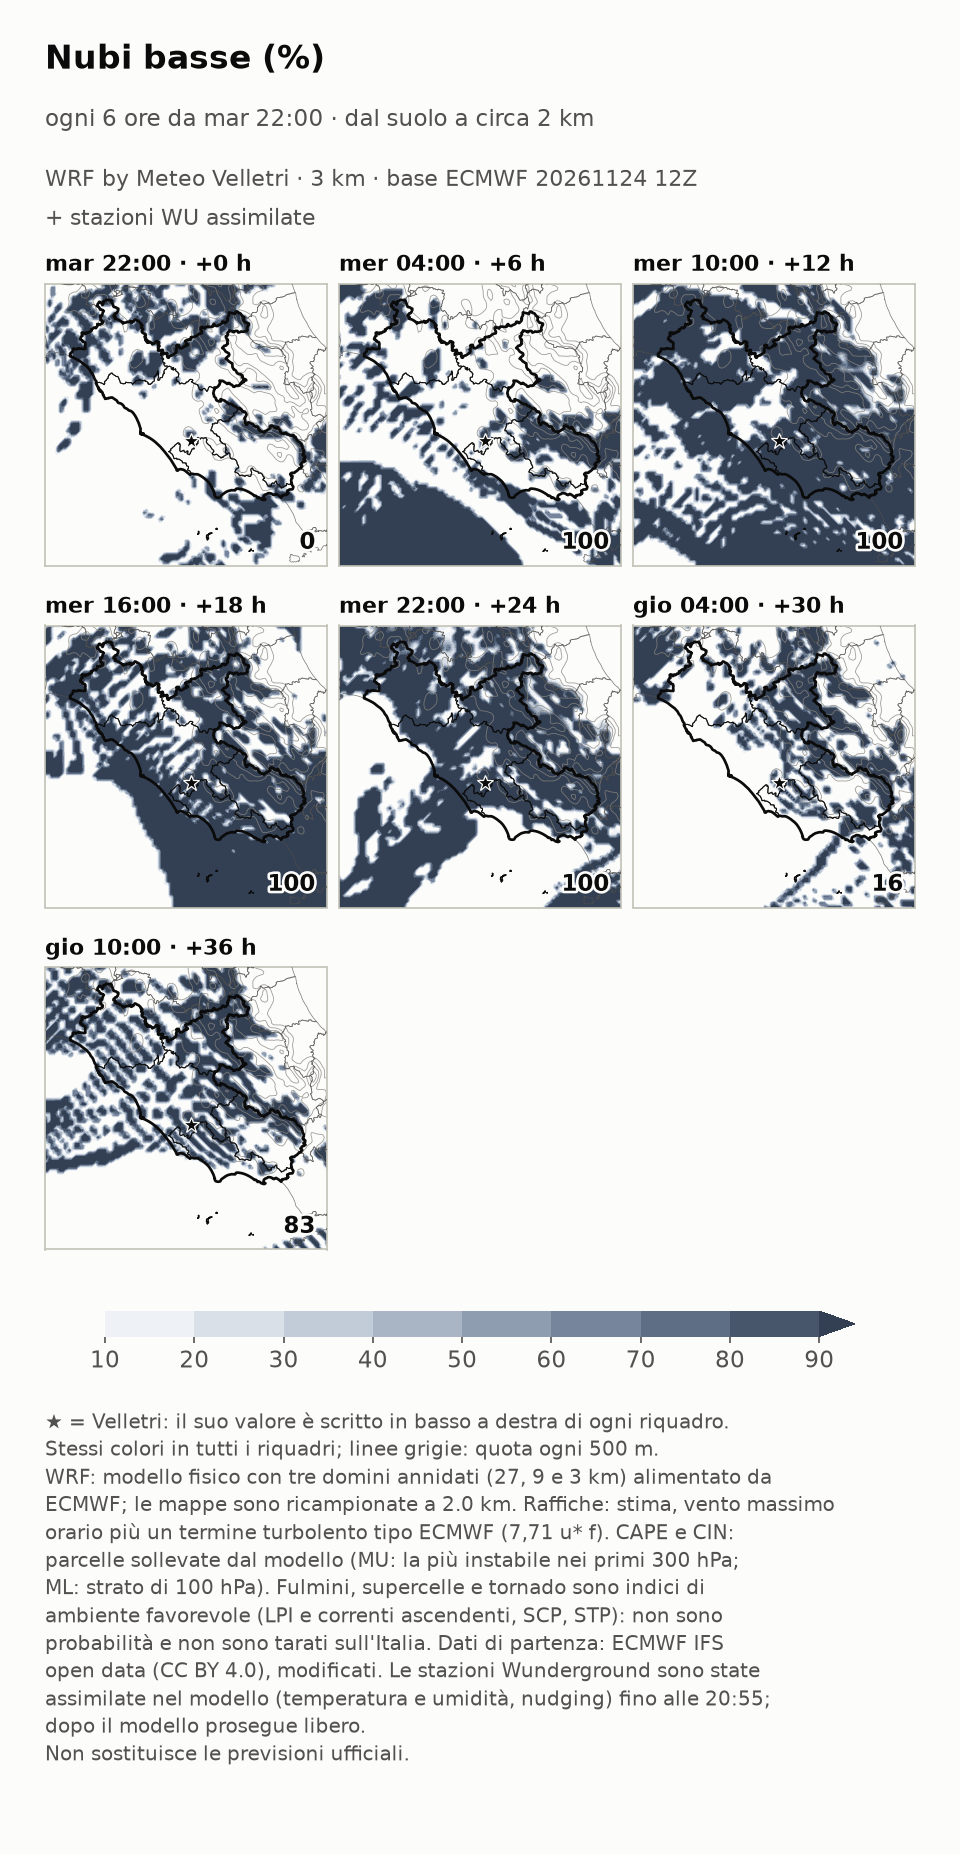 Nubi basse (%)
ogni 6 ore da mar 22:00 · dal suolo a circa 2 km
WRF by Meteo Velletri · 3 km · base ECMWF 20261124 12Z
+ stazioni WU assimilate
mar 22:00 · +0 h
mer 04:00 · +6 h
mer 10:00 · +12 h
0
100
100
mer 16:00 · +18 h
mer 22:00 · +24 h
gio 04:00 · +30 h
100
100
16
gio 10:00 · +36 h
83
10 20 30 40 50 60 70 80 90
★ = Velletri: il suo valore è scritto in basso a destra di ogni riquadro.
Stessi colori in tutti i riquadri; linee grigie: quota ogni 500 m.
WRF: modello fisico con tre domini annidati (27, 9 e 3 km) alimentato da
ECMWF; le mappe sono ricampionate a 2.0 km. Raffiche: stima, vento massimo
orario più un termine turbolento tipo ECMWF (7,71 u* f). CAPE e CIN:
parcelle sollevate dal modello (MU: la più instabile nei primi 300 hPa;
ML: strato di 100 hPa). Fulmini, supercelle e tornado sono indici di
ambiente favorevole (LPI e correnti ascendenti, SCP, STP): non sono
probabilità e non sono tarati sull'Italia. Dati di partenza: ECMWF IFS
open data (CC BY 4.0), modificati. Le stazioni Wunderground sono state
assimilate nel modello (temperatura e umidità, nudging) fino alle 20:55;
dopo il modello prosegue libero.
Non sostituisce le previsioni ufficiali.